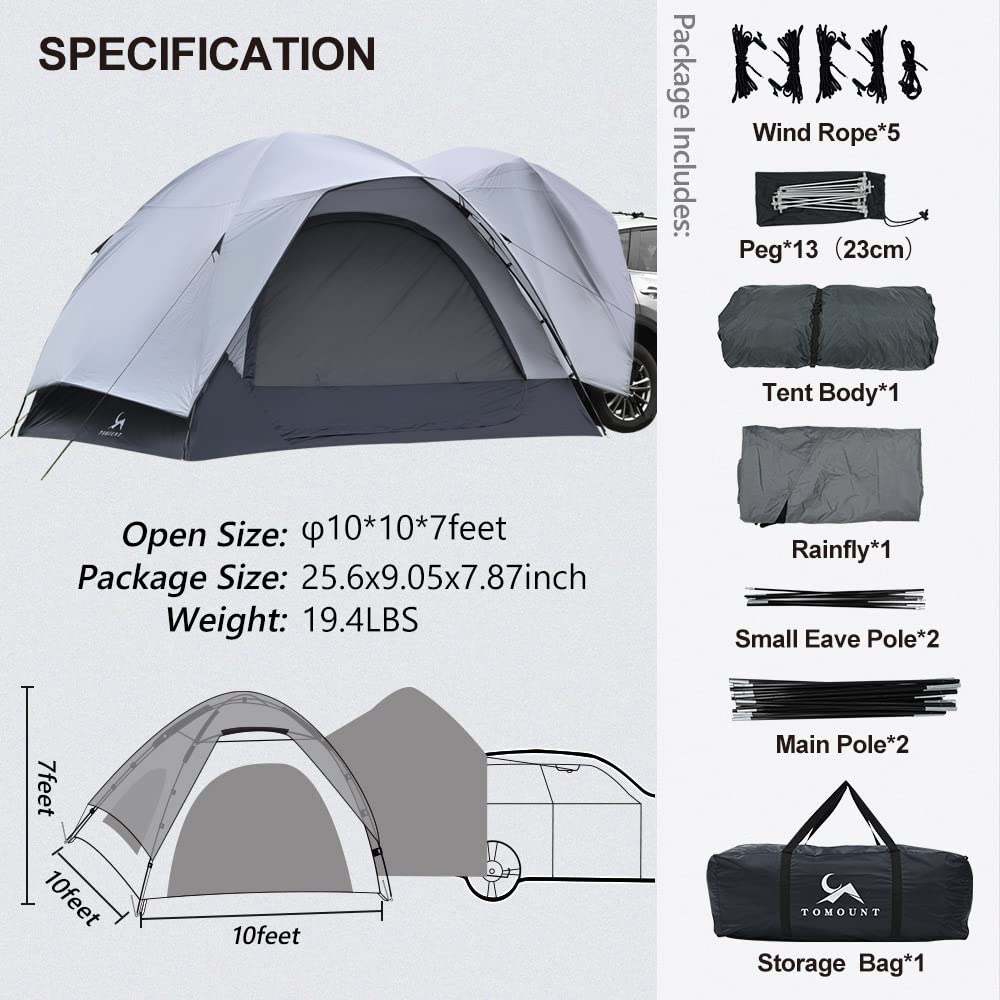 SPECIFICATION
TOMOUNT
Open Size: φ10*10*7feet
Package Size: 25.6x9.05x7.87inch
Weight: 19.4LBS
7feet
10feet
10feet
Package Includes:
Wind Rope*5
Peg*13（23cm）
Tent Body*1
Rainfly*1
Small Eave Pole*2
Main Pole*2
TOMOUNT
Storage Bag*1